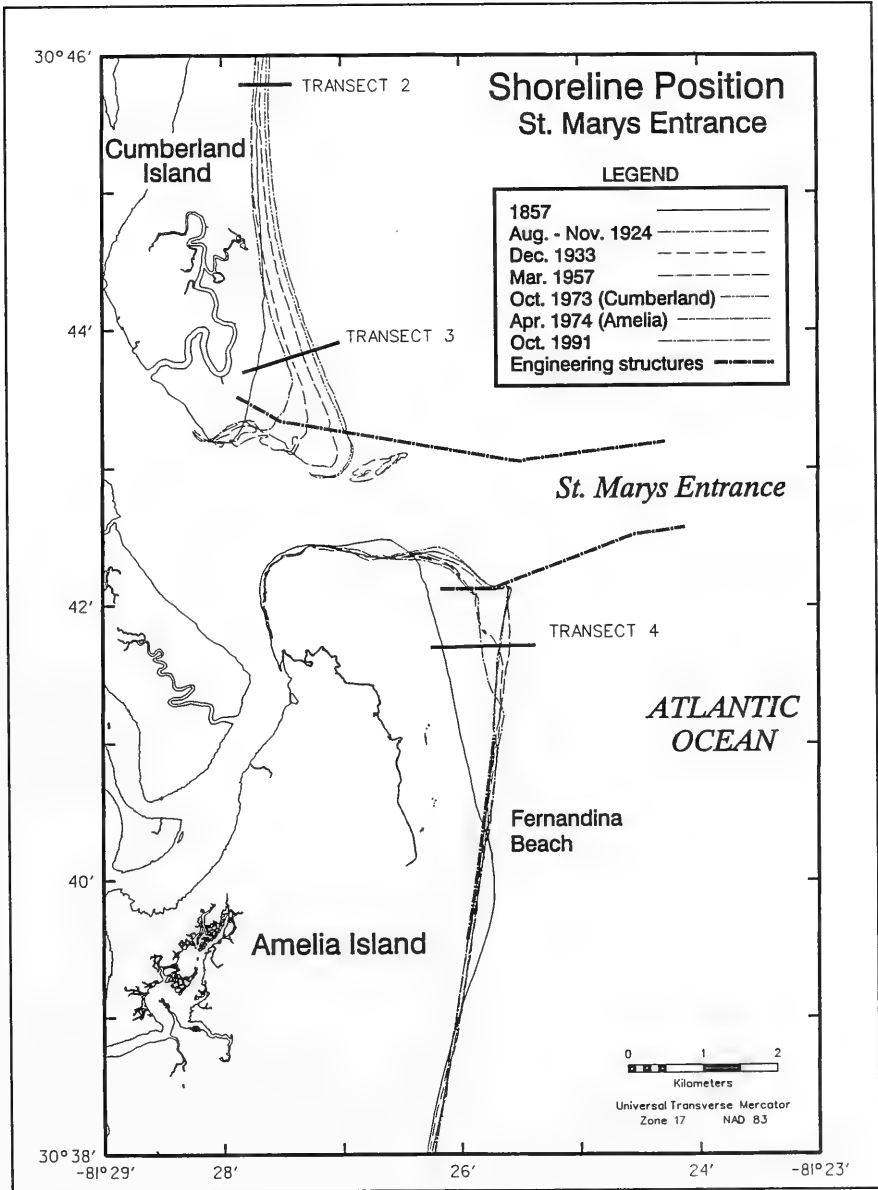 30° 46′
TRANSECT 2
Shoreline Position
St. Marys Entrance
Cumberland
Island
LEGEND
1857
Aug. - Nov. 1924
Dec. 1933
Mar. 1957
Oct. 1973 (Cumberland)
Apr. 1974 (Amelia)
Oct. 1991
Engineering structures
44′
TRANSECT 3
St. Marys Entrance
42′
TRANSECT 4
ATLANTIC
OCEAN
Fernandina
Beach
40′
Amelia Island
0 1 2
Kilometers
Universal Transverse Mercator
Zone 17 NAD 83
30° 38′
-81° 29′ 28′ 26′ 24′ -81° 23′